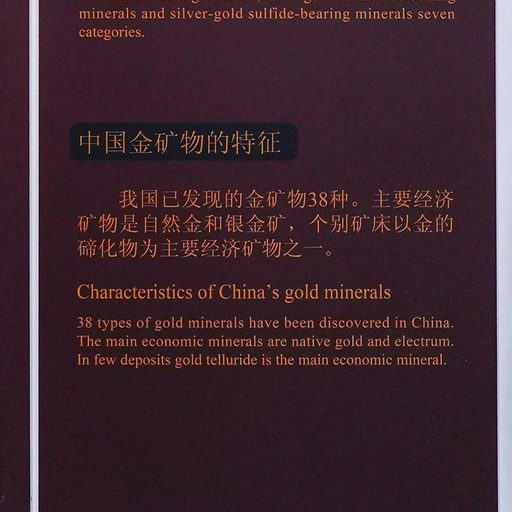 minerals and silver-gold sulfide-bearing minerals seven
categories.
中国金矿物的特征
我国已发现的金矿物38种。主要经济
矿物是自然金和银金矿，个别矿床以金的
碲化物为主要经济矿物之一。
Characteristics of China's gold minerals
38 types of gold minerals have been discovered in China.
The main economic minerals are native gold and electrum.
In few deposits gold telluride is the main economic mineral.